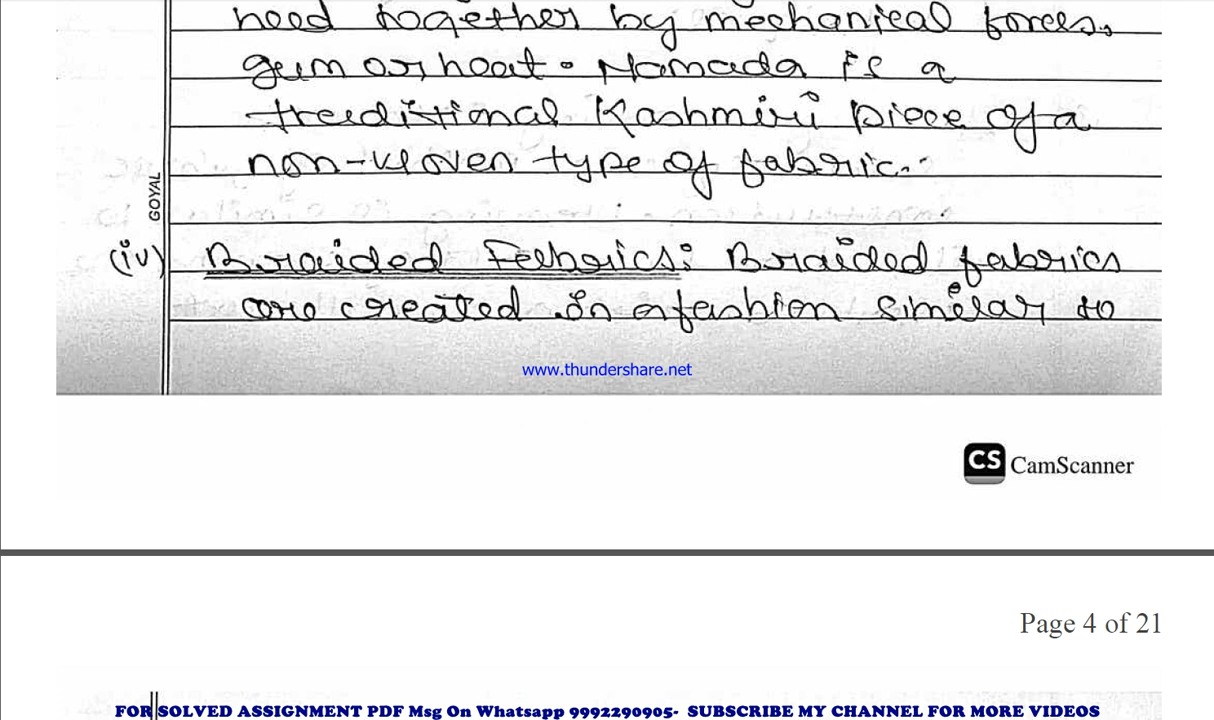 held together by mechanical forces,
gum or heat. Namada is a
traditional Kashmiri piece of a
non-woven type of fabric.
GOYAL
(iv) Braided Fabrics: Braided fabrics
are created in a fashion similar to
www.thundershare.net
CS CamScanner
Page 4 of 21
FOR SOLVED ASSIGNMENT PDF Msg On Whatsapp 9992290905- SUBSCRIBE MY CHANNEL FOR MORE VIDEOS